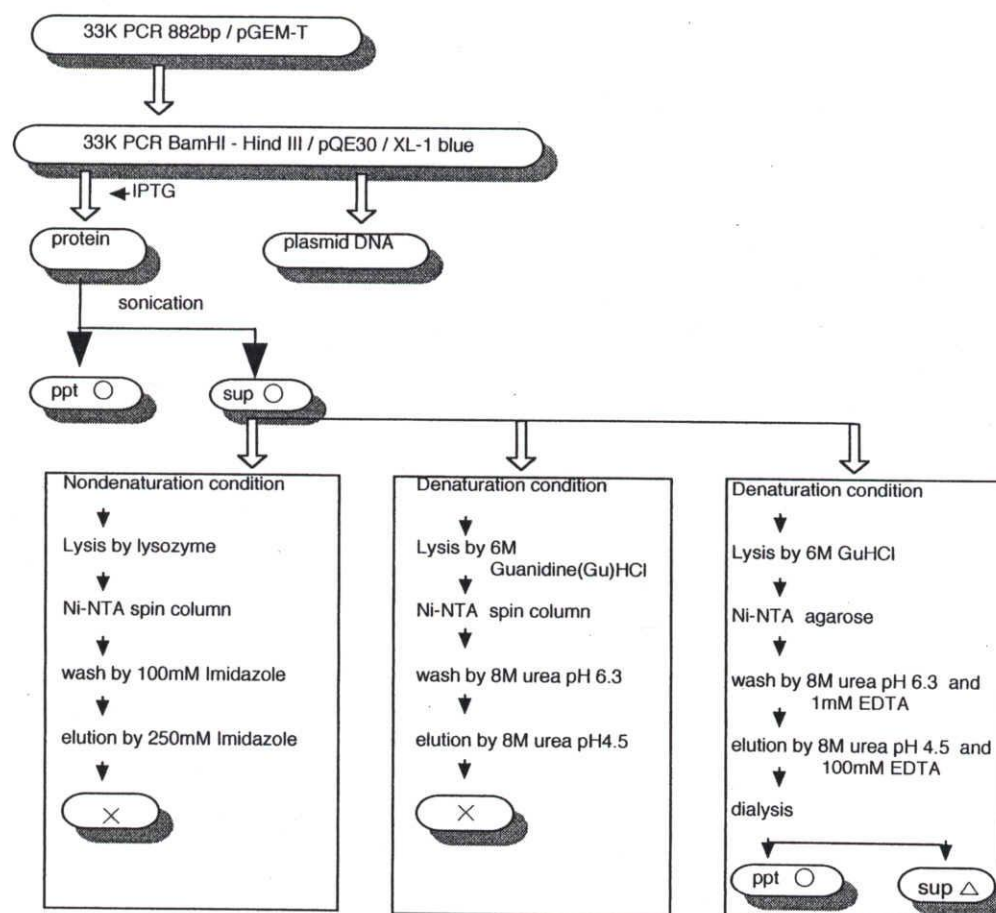 33K PCR 882bp / pGEM-T
33K PCR BamHI - Hind III / pQE30 / XL-1 blue
IPTG
protein
plasmid DNA
sonication
ppt ○
sup ○
Nondenaturation condition
Lysis by lysozyme
Ni-NTA spin column
wash by 100mM Imidazole
elution by 250mM Imidazole
×
Denaturation condition
Lysis by 6M
Guanidine(Gu)HCl
Ni-NTA spin column
wash by 8M urea pH 6.3
elution by 8M urea pH4.5
×
Denaturation condition
Lysis by 6M GuHCl
Ni-NTA agarose
wash by 8M urea pH 6.3 and
1mM EDTA
elution by 8M urea pH 4.5 and
100mM EDTA
dialysis
ppt ○
sup △